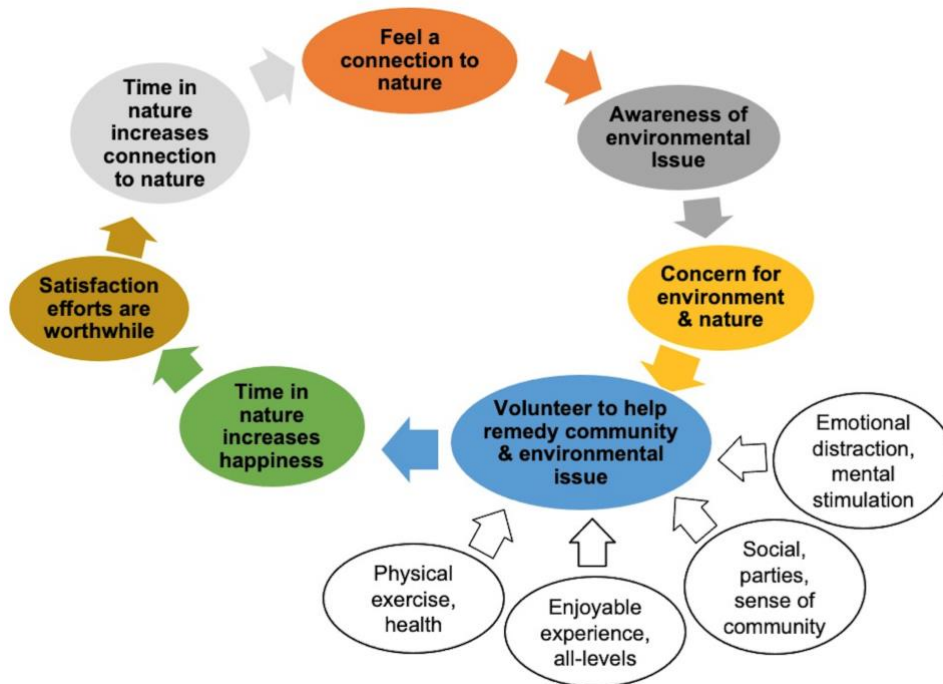 Feel a
connection to
nature
Awareness of
environmental
Issue
Concern for
environment
& nature
Volunteer to help
remedy community
& environmental
issue
Time in
nature
increases
happiness
Satisfaction
efforts are
worthwhile
Time in
nature
increases
connection
to nature
Emotional
distraction,
mental
stimulation
Social,
parties,
sense of
community
Enjoyable
experience,
all-levels
Physical
exercise,
health